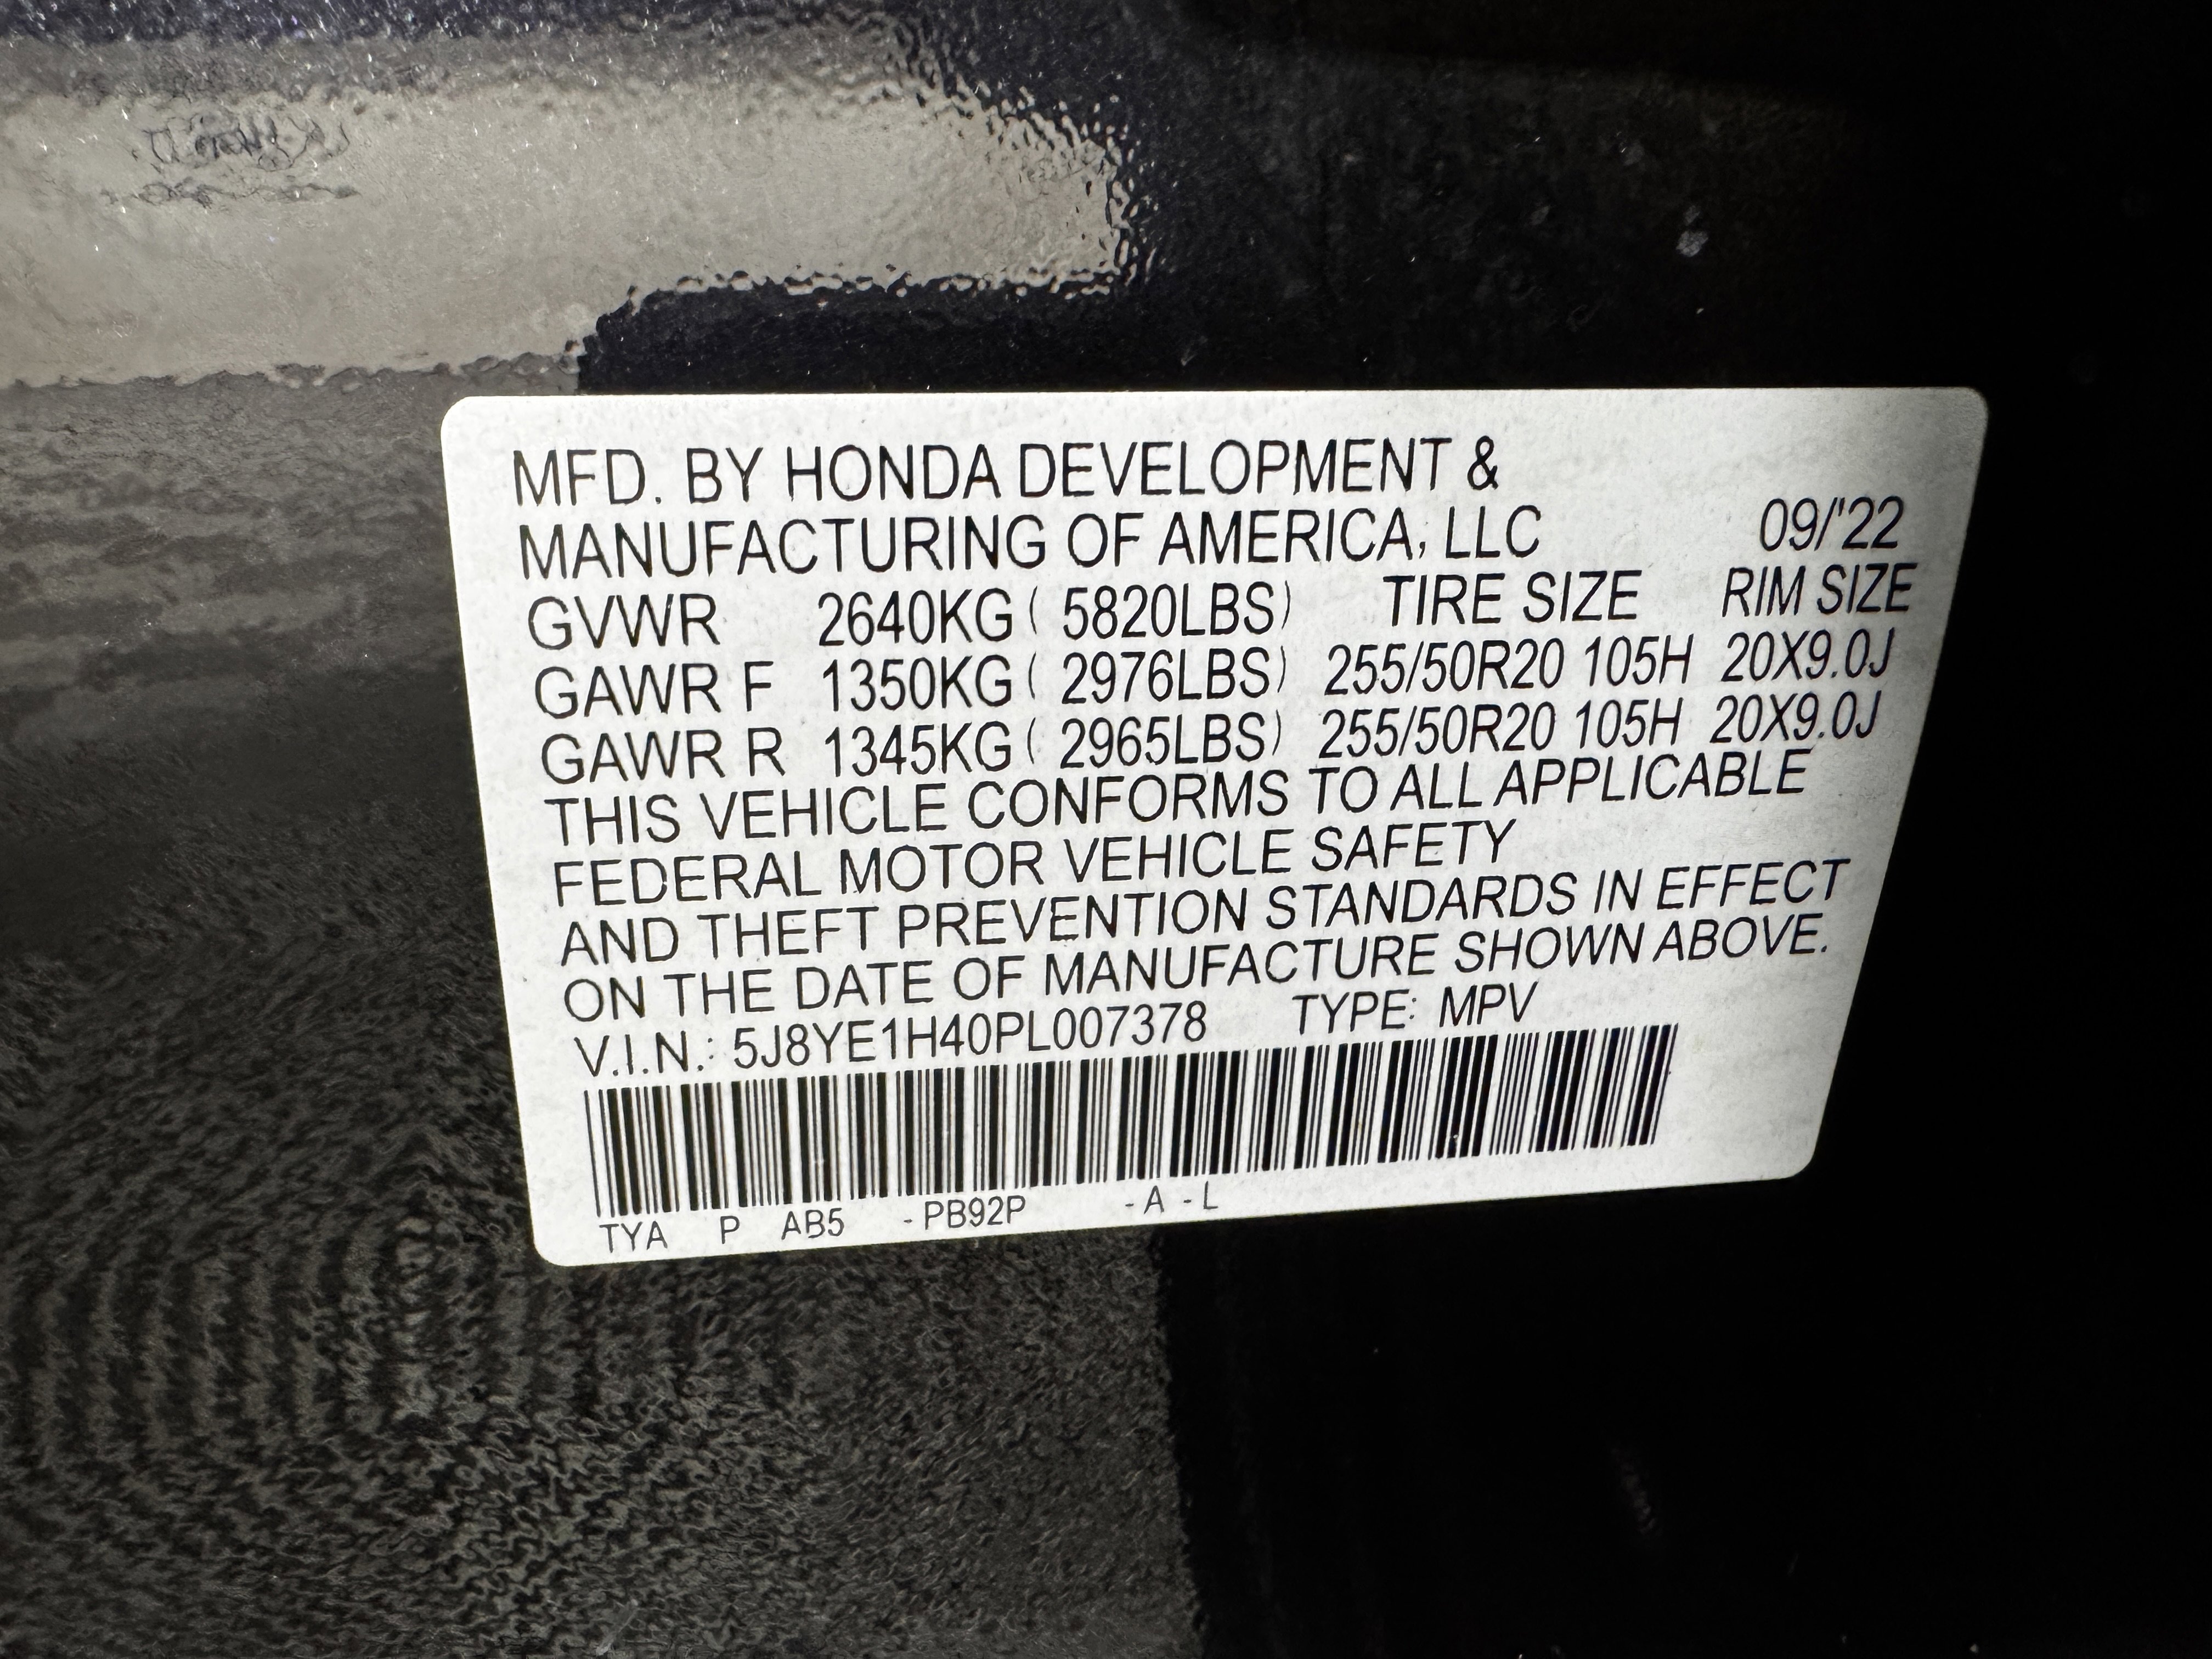 MFD. BY HONDA DEVELOPMENT &
MANUFACTURING OF AMERICA, LLC 09/'22
GVWR 2640KG ( 5820LBS) TIRE SIZE RIM SIZE
GAWR F 1350KG ( 2976LBS) 255/50R20 105H 20X9.0J
GAWR R 1345KG ( 2965LBS) 255/50R20 105H 20X9.0J
THIS VEHICLE CONFORMS TO ALL APPLICABLE
FEDERAL MOTOR VEHICLE SAFETY
AND THEFT PREVENTION STANDARDS IN EFFECT
ON THE DATE OF MANUFACTURE SHOWN ABOVE.
V.I.N.: 5J8YE1H40PL007378 TYPE: MPV
TYA P AB5 - PB92P - A - L